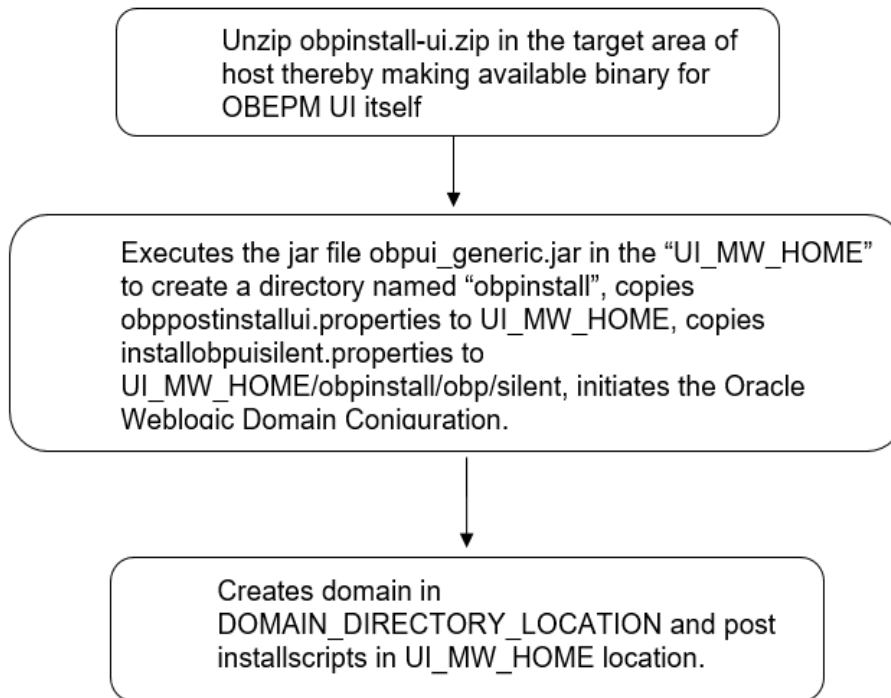 Unzip obpinstall-ui.zip in the target area of
host thereby making available binary for
OBEPM UI itself
Executes the jar file obpui_generic.jar in the “UI_MW_HOME”
to create a directory named “obpinstall”, copies
obppostinstallui.properties to UI_MW_HOME, copies
installobpuisilent.properties to
UI_MW_HOME/obpinstall/obp/silent, initiates the Oracle
Weblogic Domain Coniguration.
Creates domain in
DOMAIN_DIRECTORY_LOCATION and post
installscripts in UI_MW_HOME location.